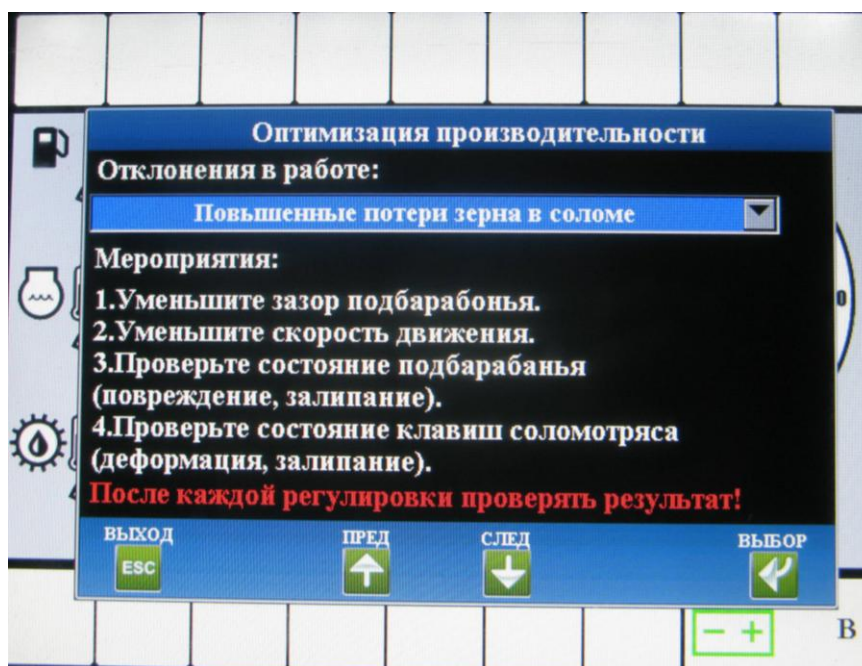 Оптимизация производительности
Отклонения в работе:
Повышенные потери зерна в соломе
Мероприятия:
1.Уменьшите зазор подбарабонья.
2.Уменьшите скорость движения.
3.Проверьте состояние подбарабанья
(повреждение, залипание).
4.Проверьте состояние клавиш соломотряса
(деформация, залипание).
После каждой регулировки проверять результат!
ВЫХОД ПРЕД СЛЕД ВЫБОР
ESC
- + В